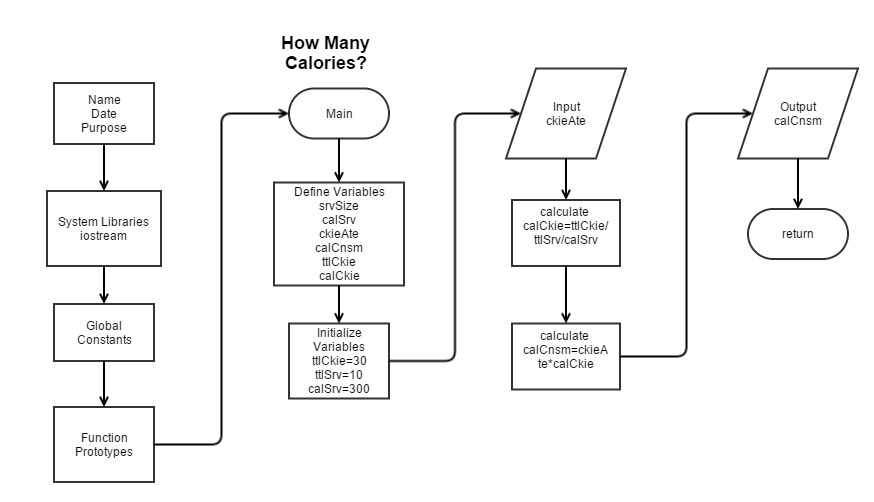 How Many
Calories?
Name
Date
Purpose
System Libraries
iostream
Global
Constants
Function
Prototypes
Main
Define Variables
srvSize
calSrv
ckieAte
calCnsm
ttlCkie
calCkie
Initialize
Variables
ttlCkie=30
ttlSrv=10
calSrv=300
Input
ckieAte
calculate
calCkie=ttlCkie/
ttlSrv/calSrv
calculate
calCnsm=ckieA
te*calCkie
Output
calCnsm
return